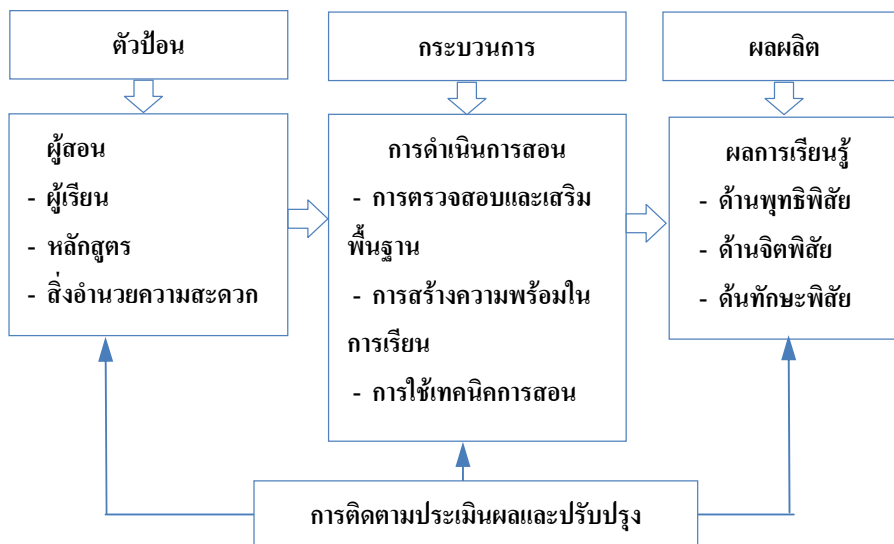 ตัวป้อน
กระบวนการ
ผลผลิต
ผู้สอน
- ผู้เรียน
- หลักสูตร
- สิ่งอำนวยความสะดวก
การดำเนินการสอน
- การตรวจสอบและเสริม
พื้นฐาน
- การสร้างความพร้อมใน
การเรียน
- การใช้เทคนิคการสอน
ผลการเรียนรู้
- ด้านพุทธิพิสัย
- ด้านจิตพิสัย
- ด้นทักษะพิสัย
การติดตามประเมินผลและปรับปรุง